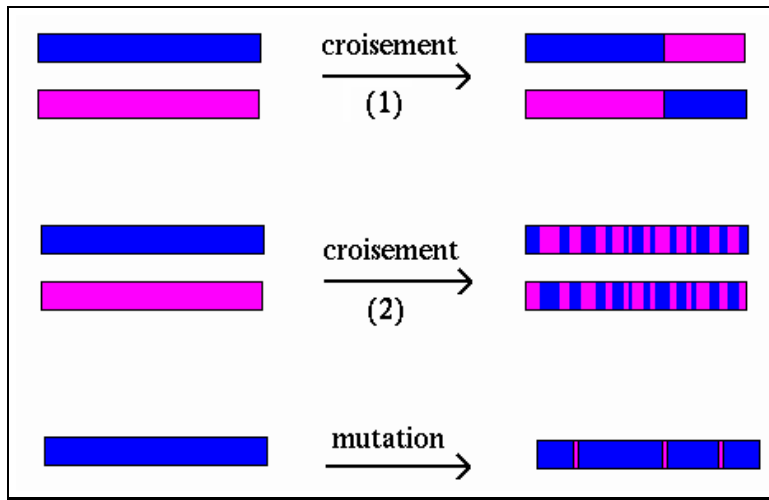 croisement
(1)
croisement
(2)
mutation